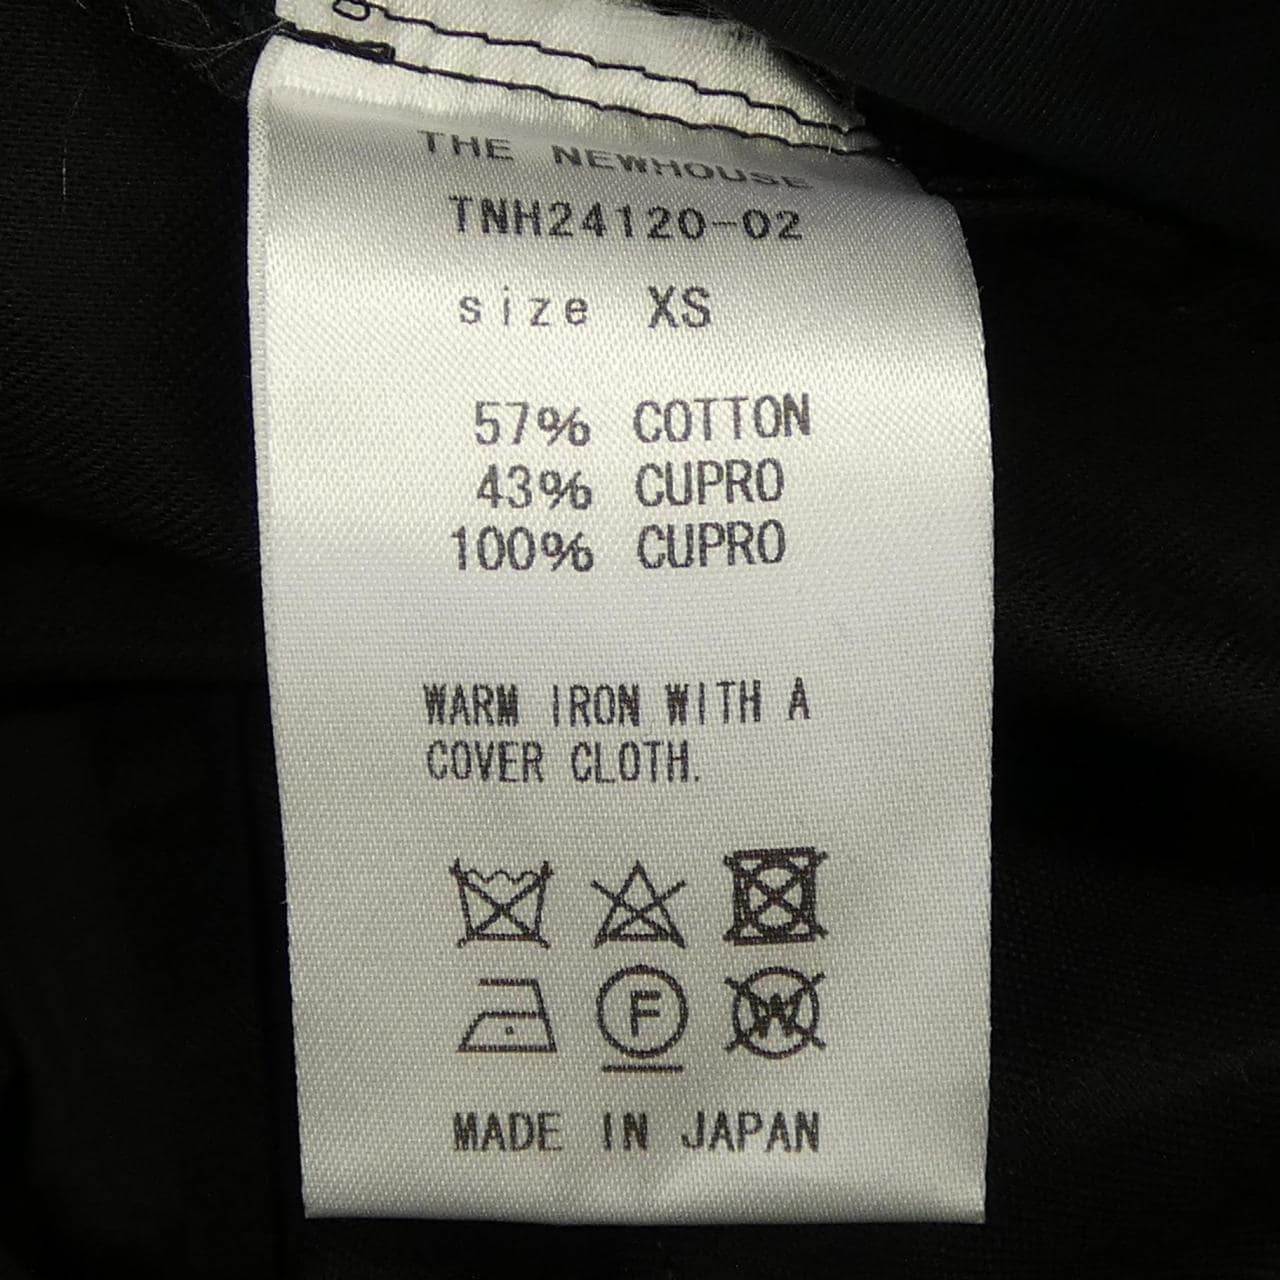 THE NEWHOUSE
TNH24120-02
size XS
57% COTTON
43% CUPRO
100% CUPRO
WARM IRON WITH A
COVER CLOTH.
F
W
MADE IN JAPAN